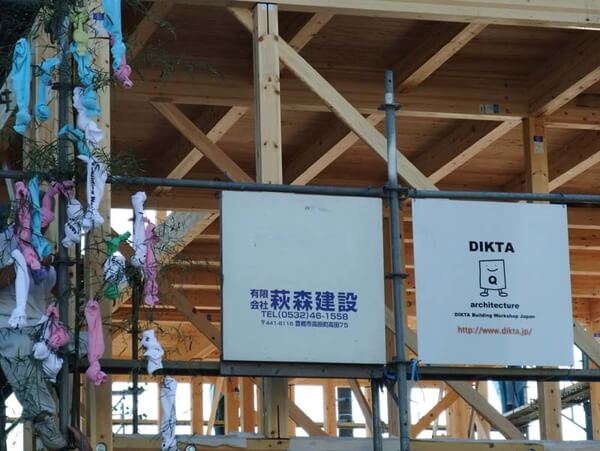 有限
会社
萩森建設
TEL(0532)46-1558
〒441-8116 豊橋市高田町高田75
DIKTA
Q
architecture
DIKTA Building Workshop Japan
http://www.dikta.jp/